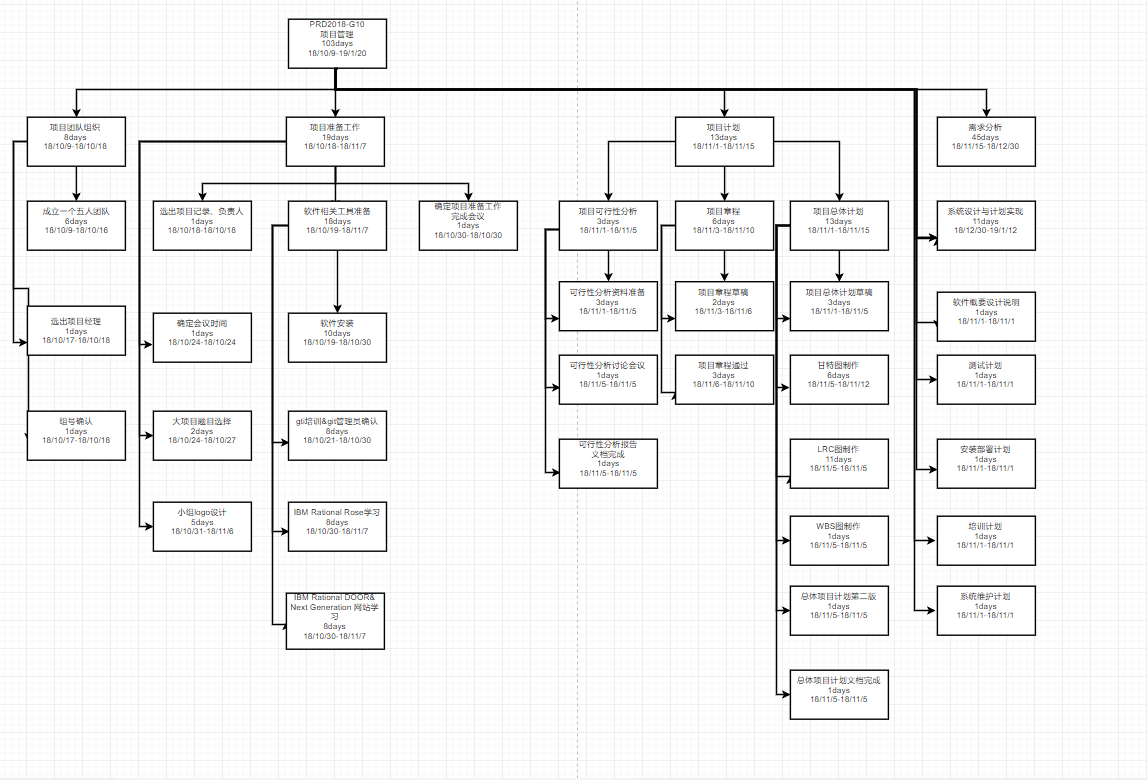 PRD2018-G10
项目管理
103days
18/10/9-19/1/20
项目团队组织
8days
18/10/9-18/10/18
项目准备工作
19days
18/10/18-18/11/7
项目计划
13days
18/11/1-18/11/15
需求分析
45days
18/11/15-18/12/30
成立一个五人团队
6days
18/10/9-18/10/16
选出项目记录、负责人
1days
18/10/18-18/10/18
软件相关工具准备
18days
18/10/19-18/11/7
确定项目准备工作
完成会议
1days
18/10/30-18/10/30
项目可行性分析
3days
18/11/1-18/11/5
项目章程
6days
18/11/3-18/11/10
项目总体计划
13days
18/11/1-18/11/15
系统设计与计划实现
11days
18/12/30-19/1/12
选出项目经理
1days
18/10/17-18/10/18
确定会议时间
1days
18/10/24-18/10/24
软件安装
10days
18/10/19-18/10/30
可行性分析资料准备
3days
18/11/1-18/11/5
项目章程草稿
2days
18/11/3-18/11/6
项目总体计划草稿
3days
18/11/1-18/11/5
软件概要设计说明
1days
18/11/1-18/11/1
可行性分析讨论会议
1days
18/11/5-18/11/5
项目章程通过
3days
18/11/6-18/11/10
甘特图制作
6days
18/11/5-18/11/12
测试计划
1days
18/11/1-18/11/1
组号确认
1days
18/10/17-18/10/18
大项目题目选择
2days
18/10/24-18/10/27
gti培训&git管理员确认
8days
18/10/21-18/10/30
可行性分析报告
文档完成
1days
18/11/5-18/11/5
LRC图制作
11days
18/11/5-18/11/5
安装部署计划
1days
18/11/1-18/11/1
小组logo设计
5days
18/10/31-18/11/6
IBM Rational Rose学习
8days
18/10/30-18/11/7
WBS图制作
1days
18/11/5-18/11/5
培训计划
1days
18/11/1-18/11/1
IBM Rational DOOR&
Next Generation 网站学
习
8days
18/10/30-18/11/7
总体项目计划第二版
1days
18/11/5-18/11/5
系统维护计划
1days
18/11/1-18/11/1
总体项目计划文档完成
1days
18/11/5-18/11/5